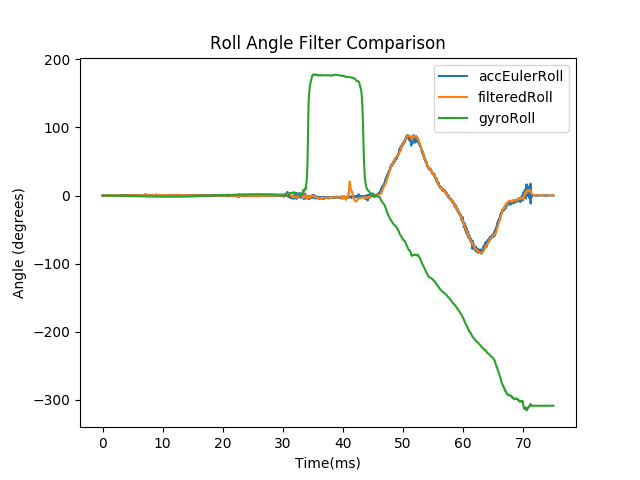 Roll Angle Filter Comparison
accEulerRoll
filteredRoll
gyroRoll
200
100
0
−100
−200
−300
Angle (degrees)
0 10 20 30 40 50 60 70
Time(ms)